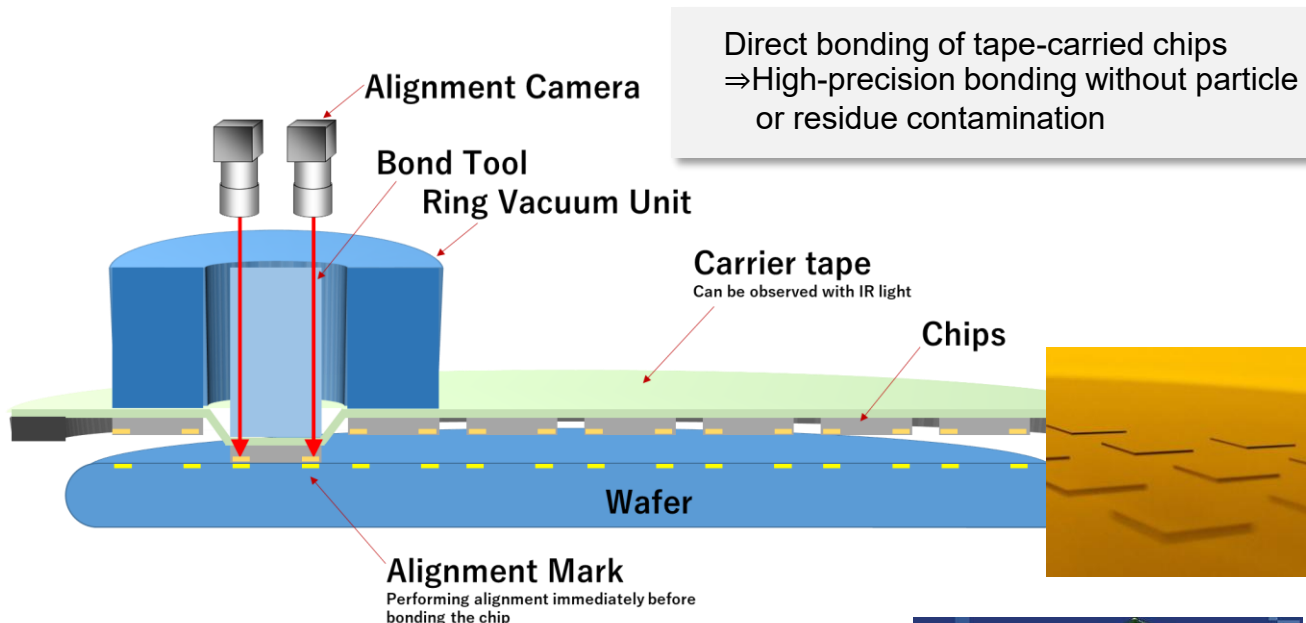 Direct bonding of tape-carried chips
⇒High-precision bonding without particle
or residue contamination
Alignment Camera
Bond Tool
Ring Vacuum Unit
Carrier tape
Can be observed with IR light
Chips
Wafer
Alignment Mark
Performing alignment immediately before
bonding the chip